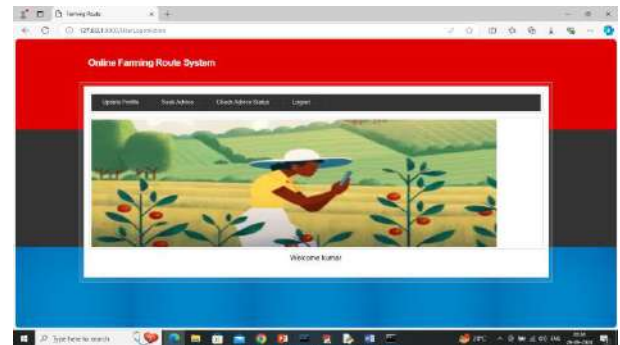 Farming Route
Online Farming Route System
Update Profile Seek Advice Check Advice Status Logout
Welcome kumar
Type here to search